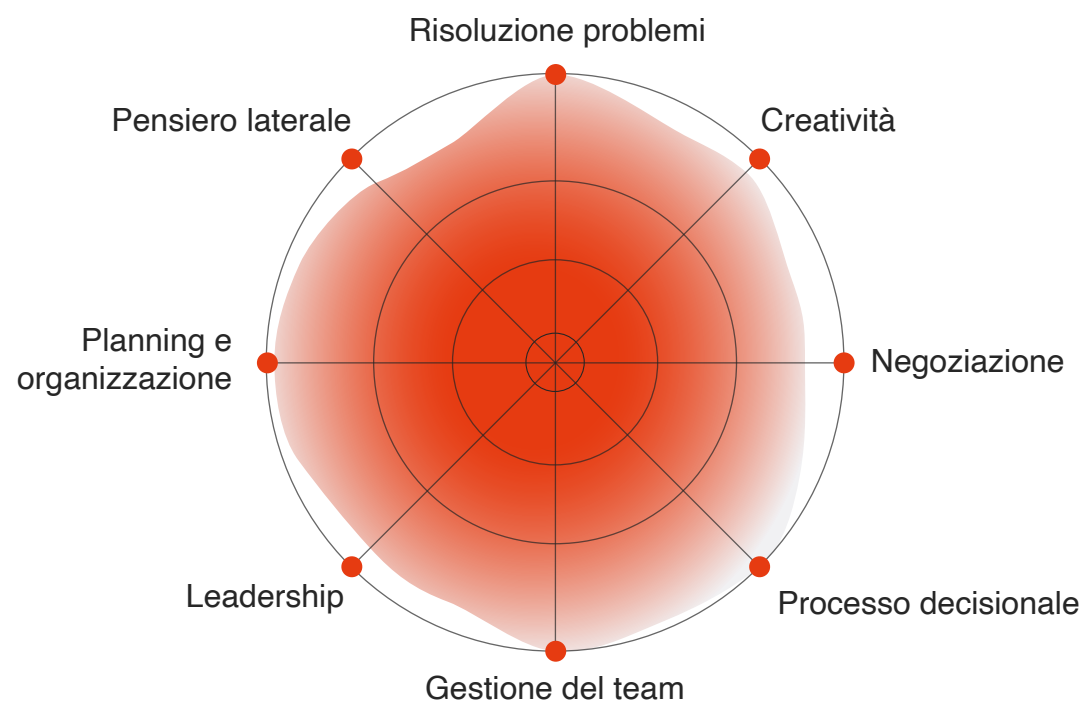 Risoluzione problemi
Pensiero laterale
Creatività
Planning e
organizzazione
Negoziazione
Leadership
Processo decisionale
Gestione del team